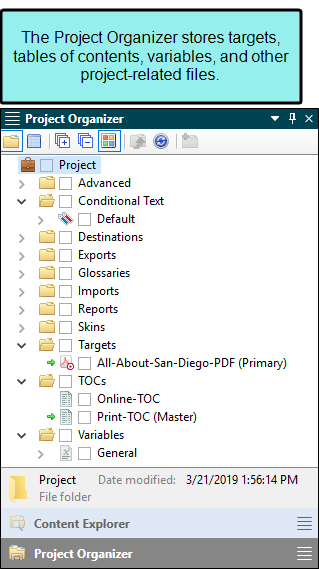 The Project Organizer stores targets,
tables of contents, variables, and other
project-related files.
Project Organizer
Project
Advanced
Conditional Text
Default
Destinations
Exports
Glossaries
Imports
Reports
Skins
Targets
All-About-San-Diego-PDF (Primary)
TOCs
Online-TOC
Print-TOC (Master)
Variables
General
Project Date modified: 3/21/2019 1:56:14 PM
File folder
Content Explorer
Project Organizer